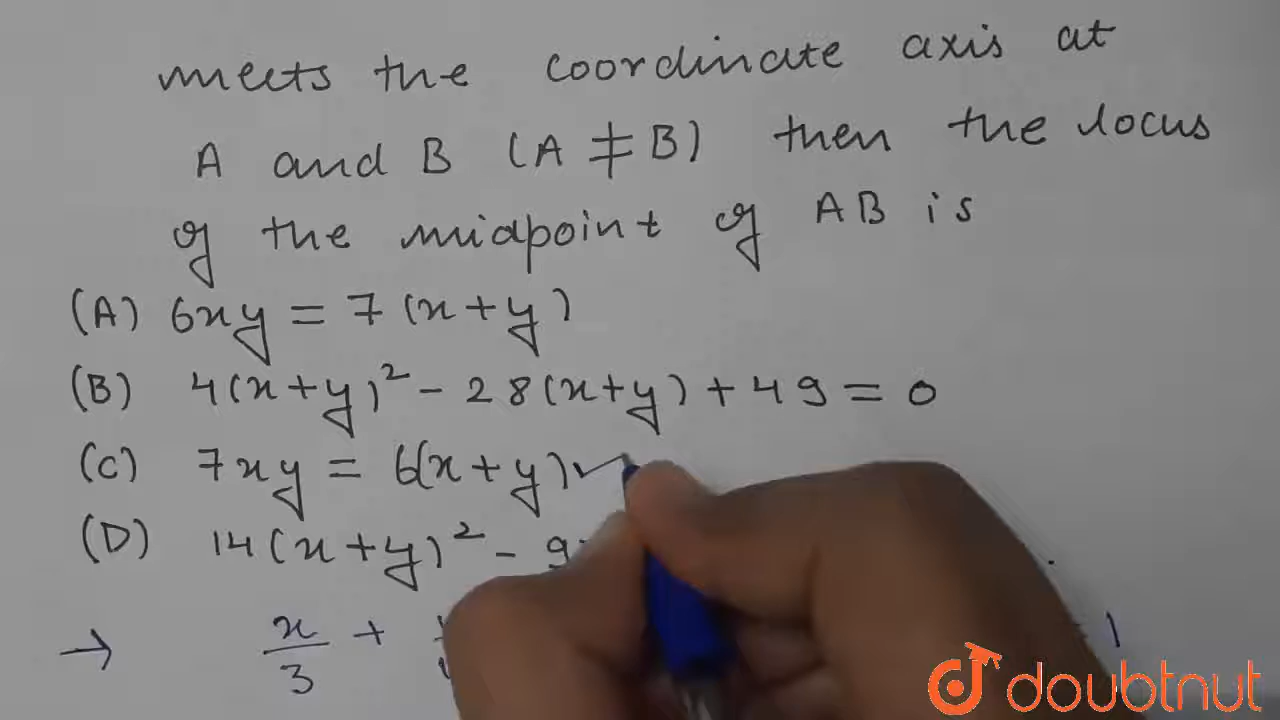 meets the coordinate axis at
A and B (A ≠ B) then the locus
of the midpoint of AB is
(A) 6xy = 7(x+y)
(B) 4(x+y)² - 28(x+y) + 49 = 0
(C) 7xy = 6(x+y)✓
(D) 14(x+y)² - 9
→ x/3 +
1
doubtnut